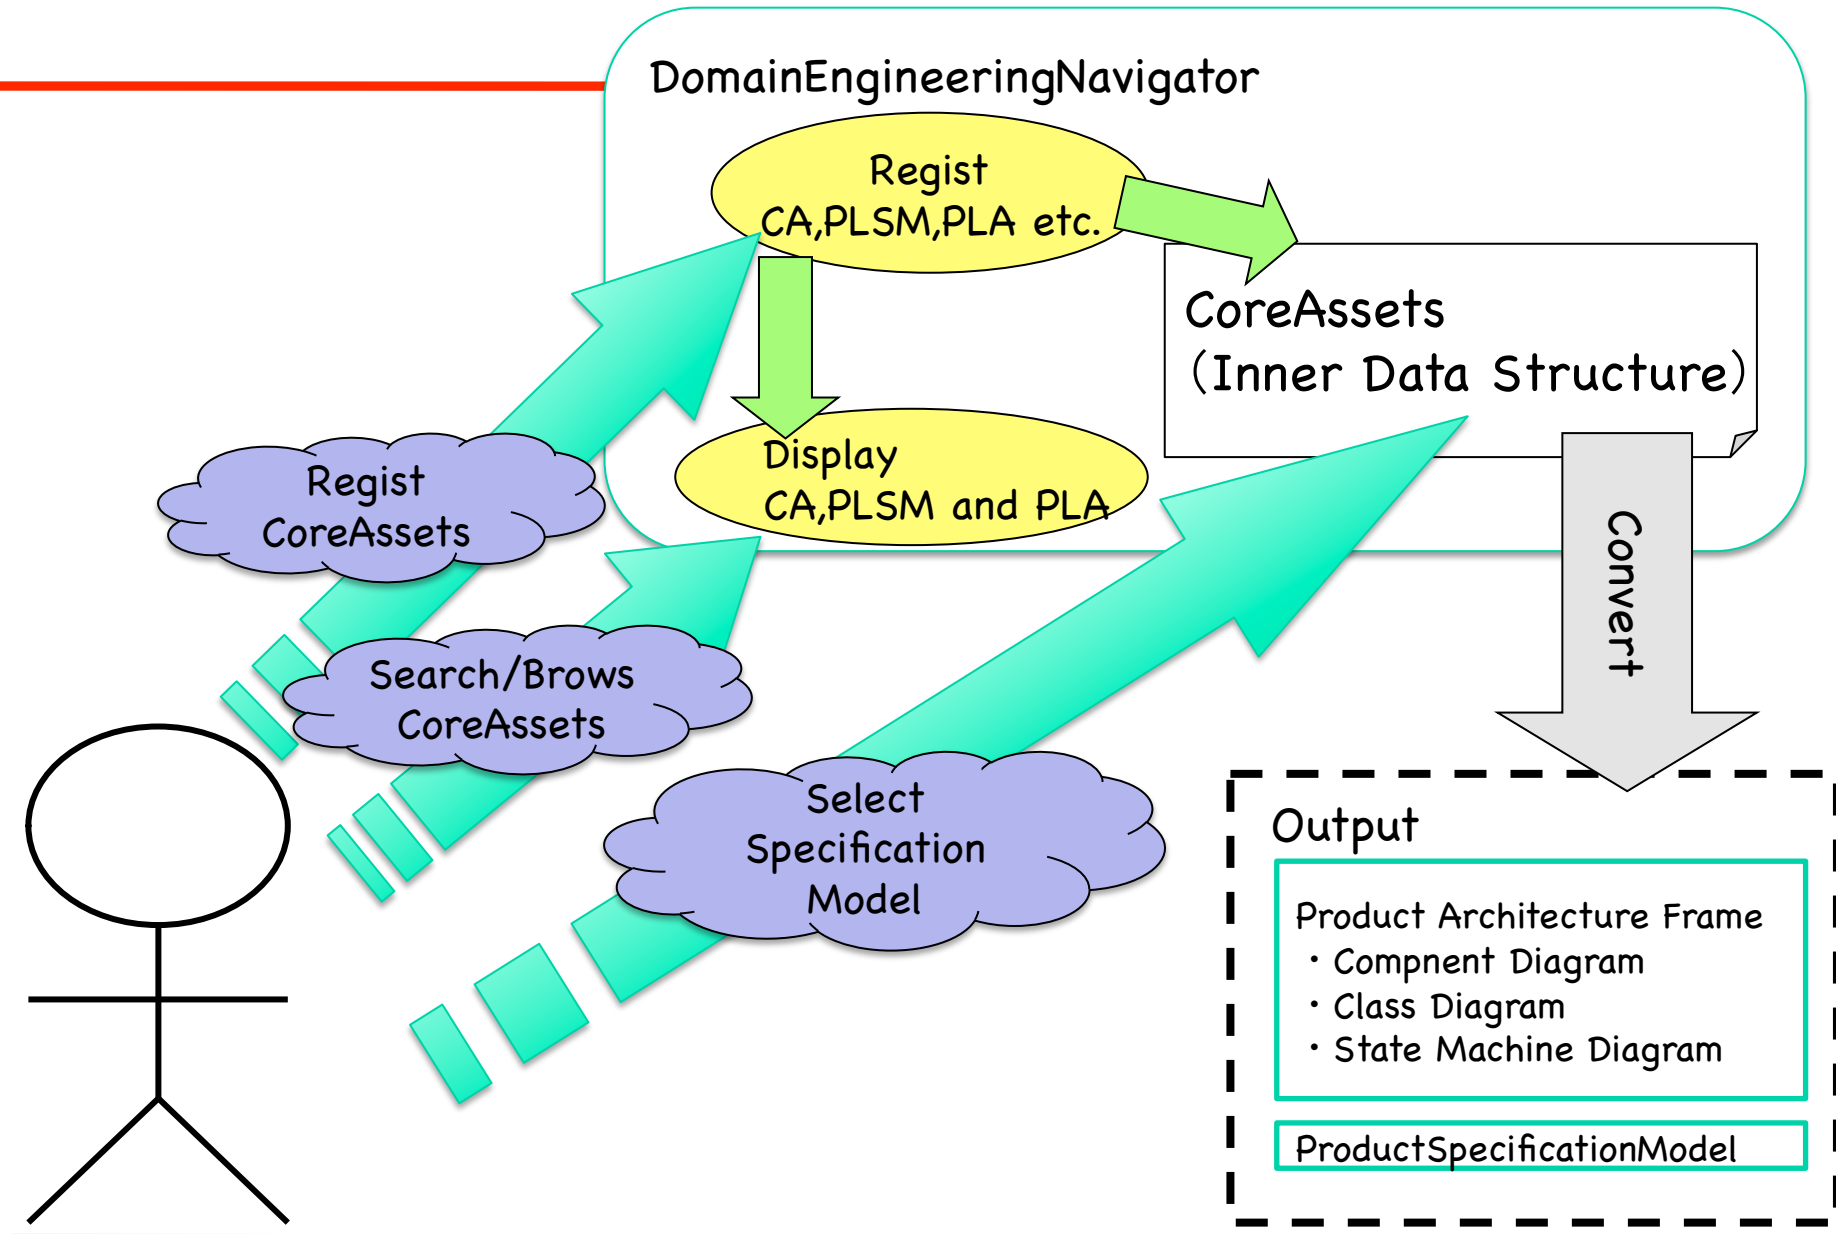 DomainEngineeringNavigator
Regist
CA,PLSM,PLA etc.
CoreAssets
（Inner Data Structure）
Display
CA,PLSM and PLA
Regist
CoreAssets
Search/Brows
CoreAssets
Select
Specification
Model
Convert
Output
Product Architecture Frame
・Compnent Diagram
・Class Diagram
・State Machine Diagram
ProductSpecificationModel